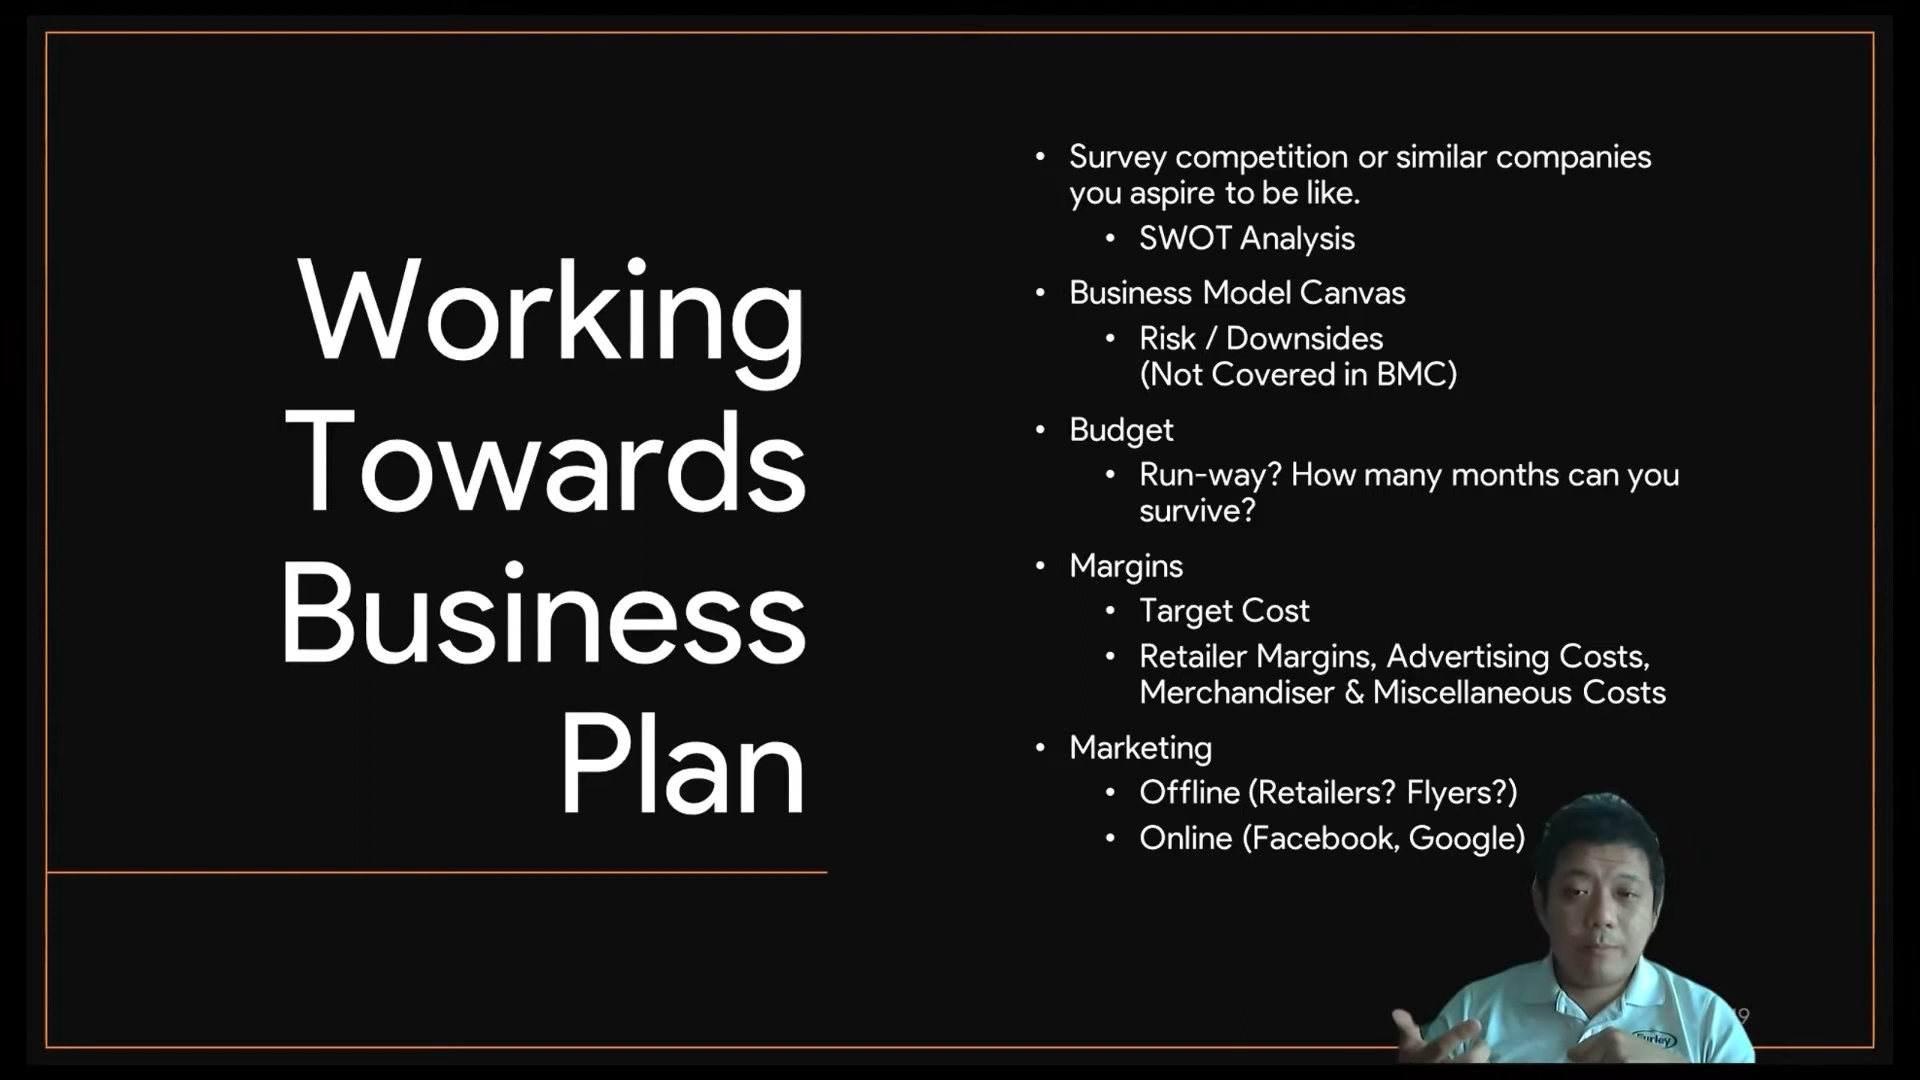 Working
Towards
Business
Plan
• Survey competition or similar companies
you aspire to be like.
• SWOT Analysis
• Business Model Canvas
• Risk / Downsides
(Not Covered in BMC)
• Budget
• Run-way? How many months can you
survive?
• Margins
• Target Cost
• Retailer Margins, Advertising Costs,
Merchandiser & Miscellaneous Costs
• Marketing
• Offline (Retailers? Flyers?)
• Online (Facebook, Google)